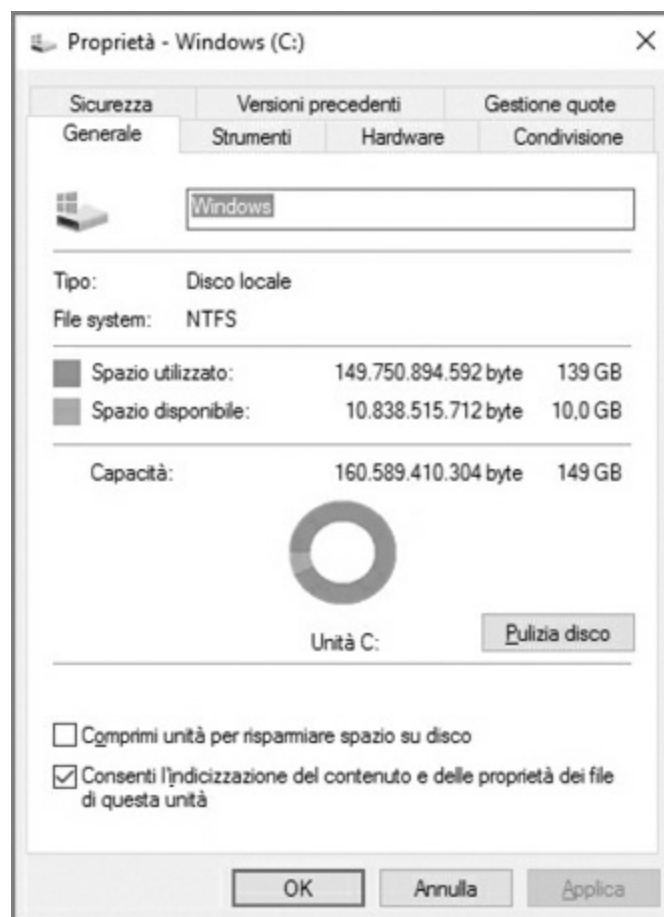 Proprietà - Windows (C:)
Sicurezza Versioni precedenti Gestione quote
Generale Strumenti Hardware Condivisione
Windows
Tipo: Disco locale
File system: NTFS
Spazio utilizzato: 149.750.894.592 byte 139 GB
Spazio disponibile: 10.838.515.712 byte 10,0 GB
Capacità: 160.589.410.304 byte 149 GB
Unità C: Pulizia disco
Comprimi unità per risparmiare spazio su disco
Consenti l'indicizzazione del contenuto e delle proprietà dei file
di questa unità
OK Annulla Applica